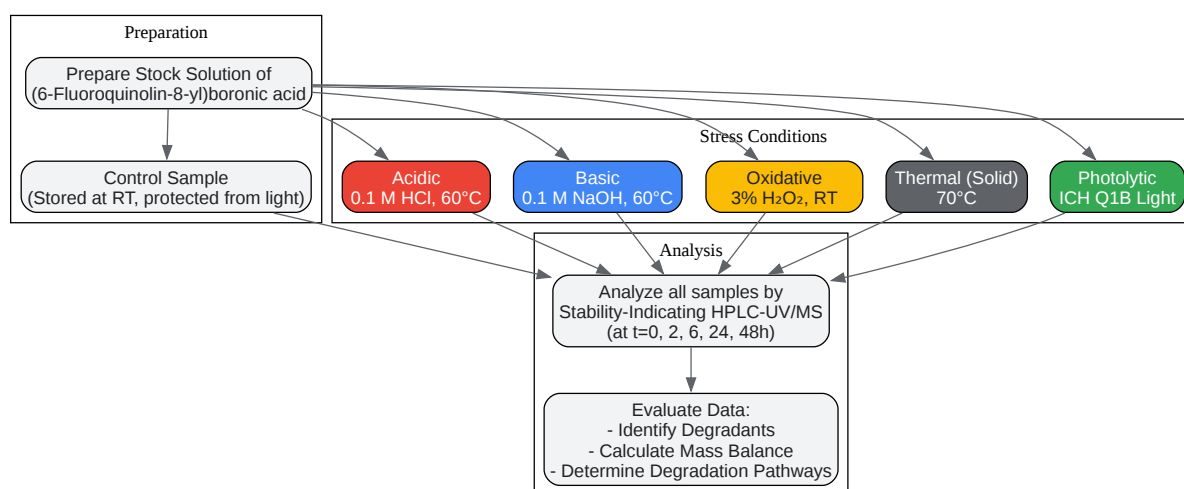 Preparation
Prepare Stock Solution of
(6-Fluoroquinolin-8-yl)boronic acid
Control Sample
(Stored at RT, protected from light)
Stress Conditions
Acidic
0.1 M HCl, 60°C
Basic
0.1 M NaOH, 60°C
Oxidative
3% H₂O₂, RT
Thermal (Solid)
70°C
Photolytic
ICH Q1B Light
Analysis
Analyze all samples by
Stability-Indicating HPLC-UV/MS
(at t=0, 2, 6, 24, 48h)
Evaluate Data:
- Identify Degradants
- Calculate Mass Balance
- Determine Degradation Pathways